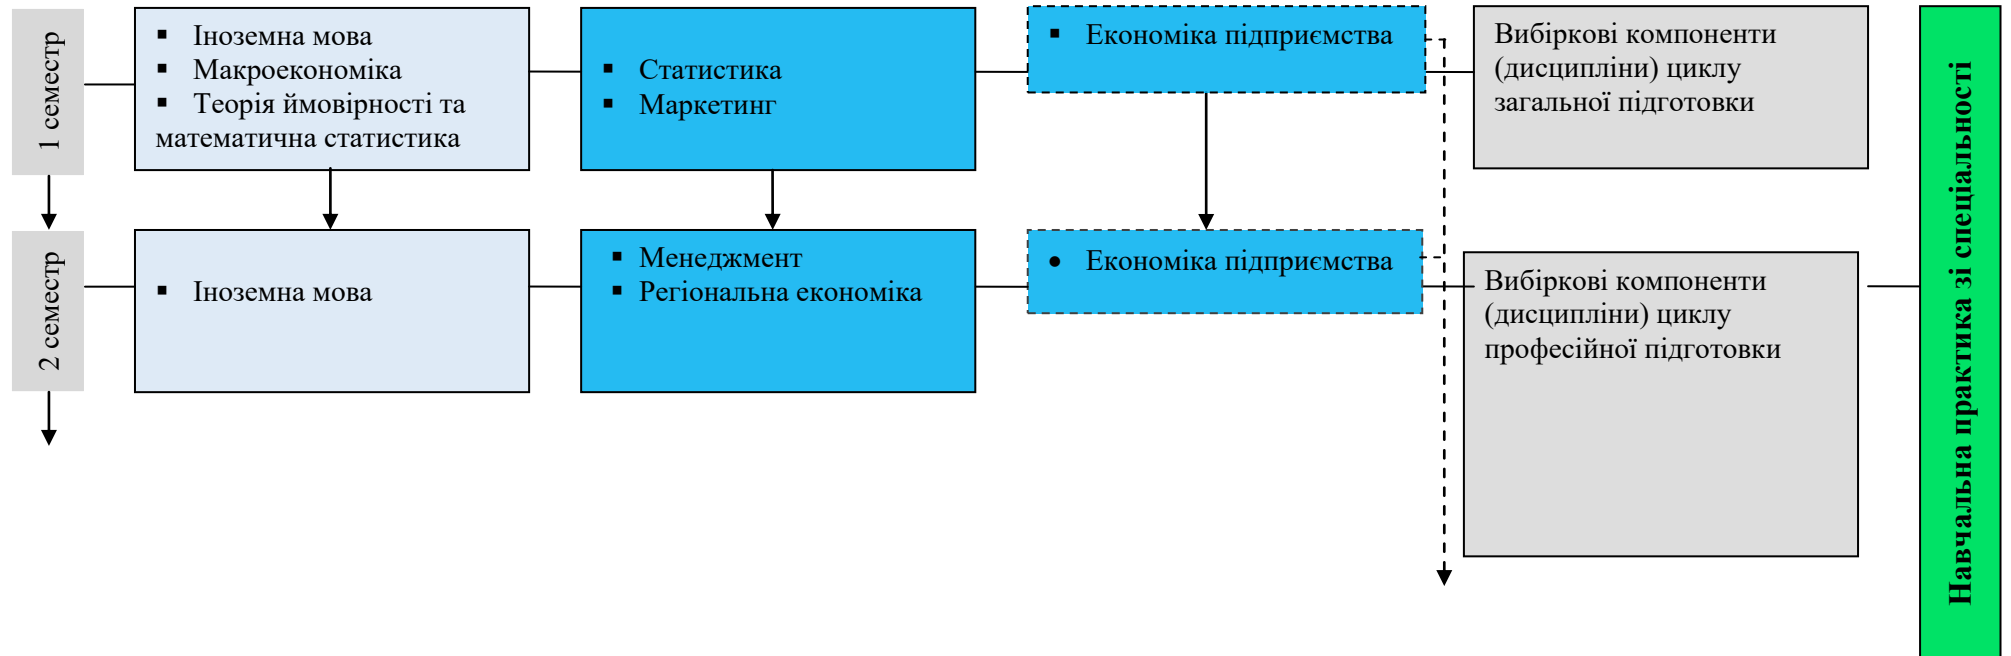 1 семестр
▪ Іноземна мова
▪ Макроекономіка
▪ Теорія ймовірності та
математична статистика
▪ Статистика
▪ Маркетинг
▪ Економіка підприємства
Вибіркові компоненти
(дисципліни) циклу
загальної підготовки
2 семестр
▪ Іноземна мова
▪ Менеджмент
▪ Регіональна економіка
• Економіка підприємства
Вибіркові компоненти
(дисципліни) циклу
професійної підготовки
Навчальна практика зі спеціальності